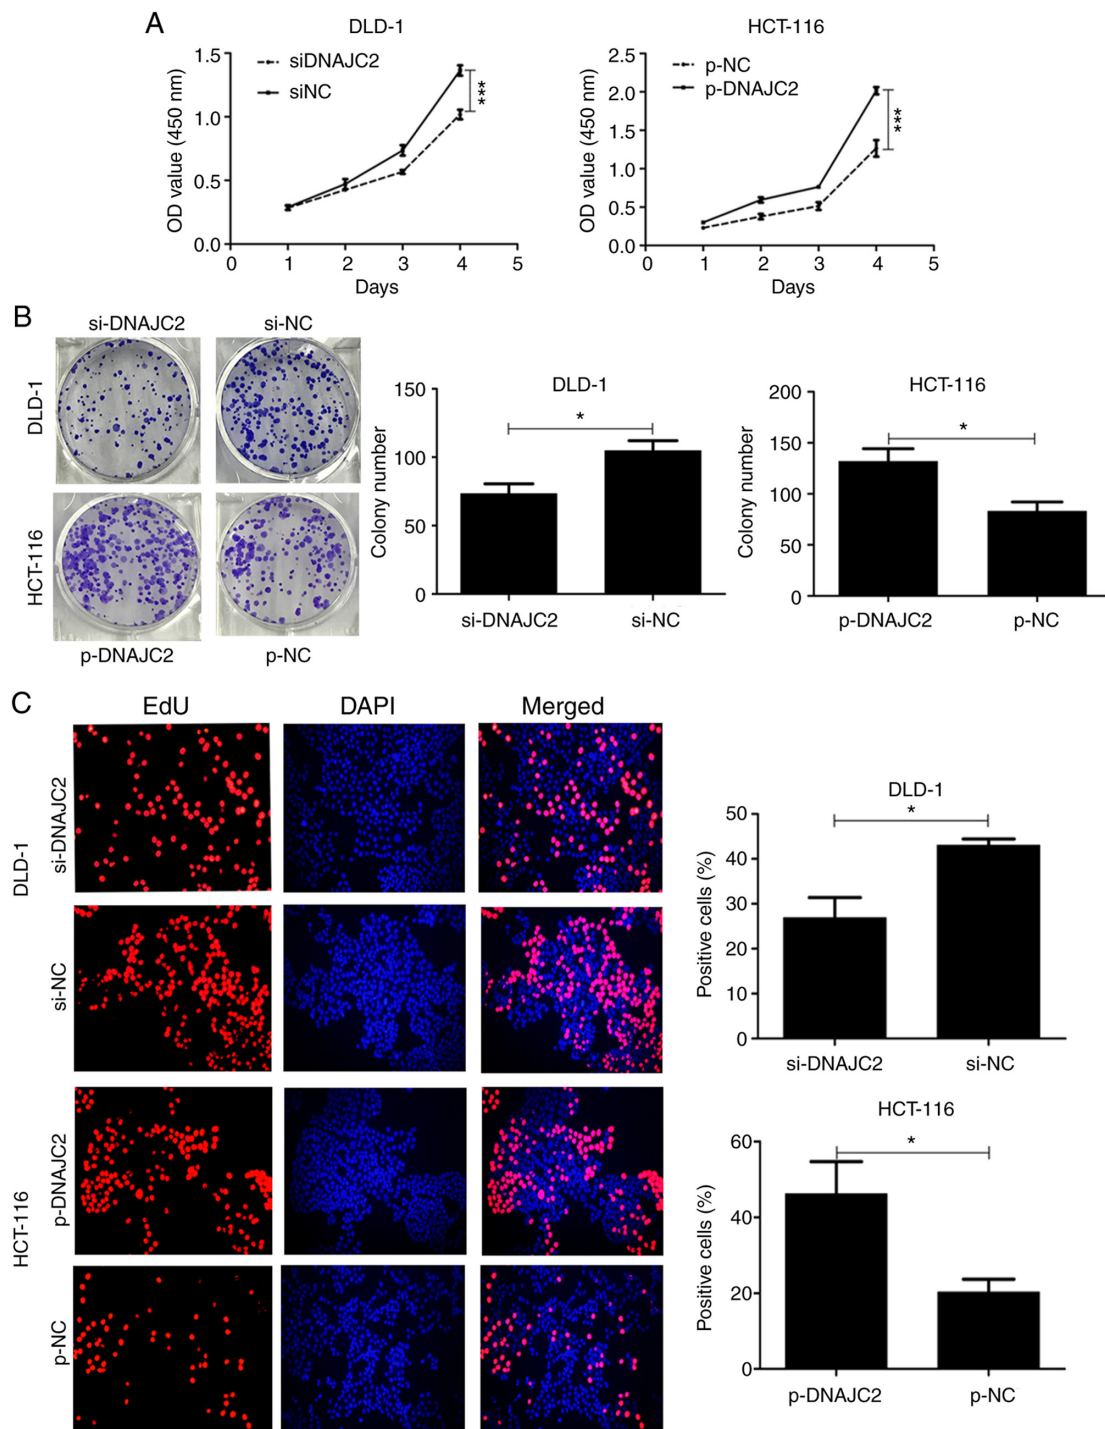 A
DLD-1
OD value (450 nm)
1.5
1.0
0.5
0.0
siDNAJC2
siNC
***
0 1 2 3 4 5
Days
HCT-116
OD value (450 nm)
2.5
2.0
1.5
1.0
0.5
0.0
p-NC
p-DNAJC2
***
0 1 2 3 4 5
Days
B
si-DNAJC2 si-NC
DLD-1
HCT-116
p-DNAJC2 p-NC
DLD-1
Colony number
150
100
50
0
*
si-DNAJC2 si-NC
HCT-116
Colony number
200
150
100
50
0
*
p-DNAJC2 p-NC
C
EdU DAPI Merged
DLD-1
si-DNAJC2
si-NC
HCT-116
p-DNAJC2
p-NC
DLD-1
Positive cells (%)
50
40
30
20
10
0
*
si-DNAJC2 si-NC
HCT-116
Positive cells (%)
60
40
20
0
*
p-DNAJC2 p-NC